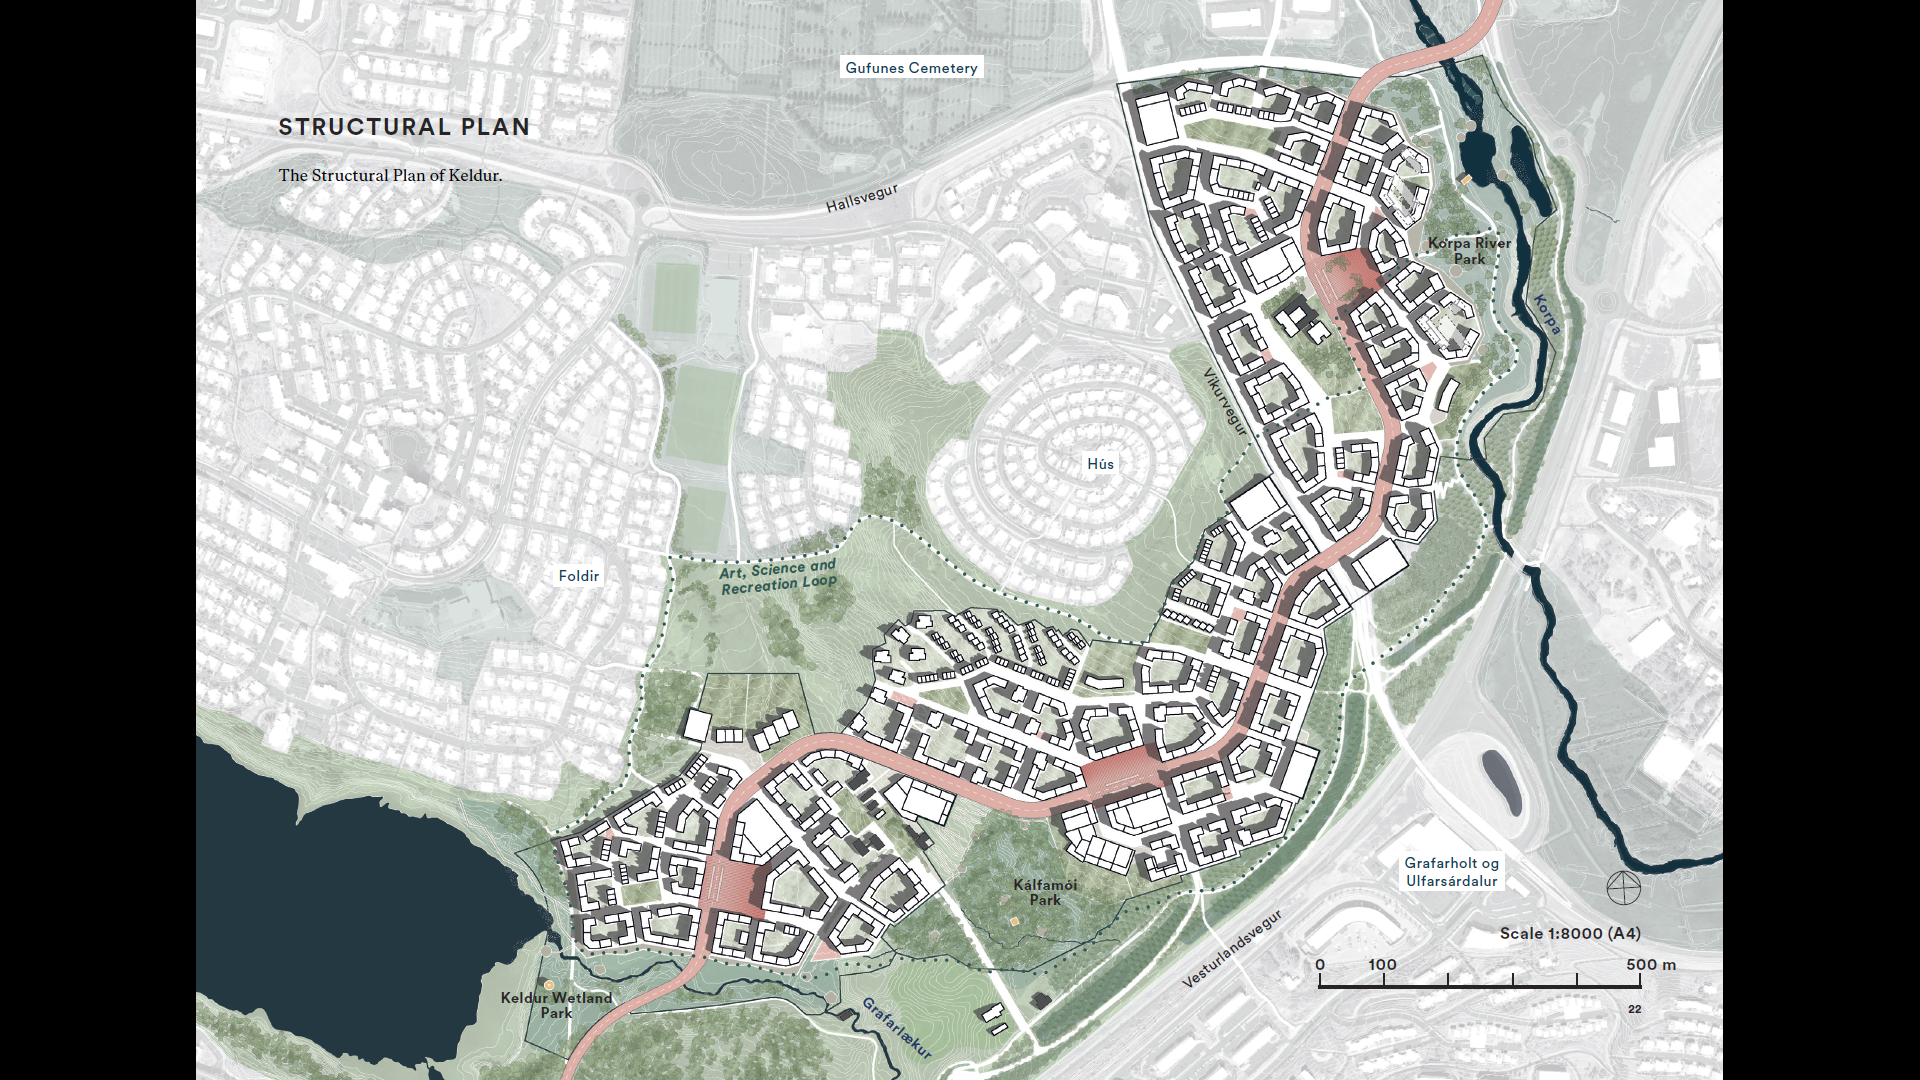 Gufunes Cemetery
STRUCTURAL PLAN
The Structural Plan of Keldur.
Hallsvegur
Korpa River
Park
Korpa
Víkurvegur
Hús
Foldir
Art, Science and
Recreation Loop
Grafarholt og
Ulfarsárdalur
Kálfamói
Park
Vesturlandsvegur
Scale 1:8000 (A4)
0 100 500 m
Keldur Wetland
Park
Grafarlækur
22